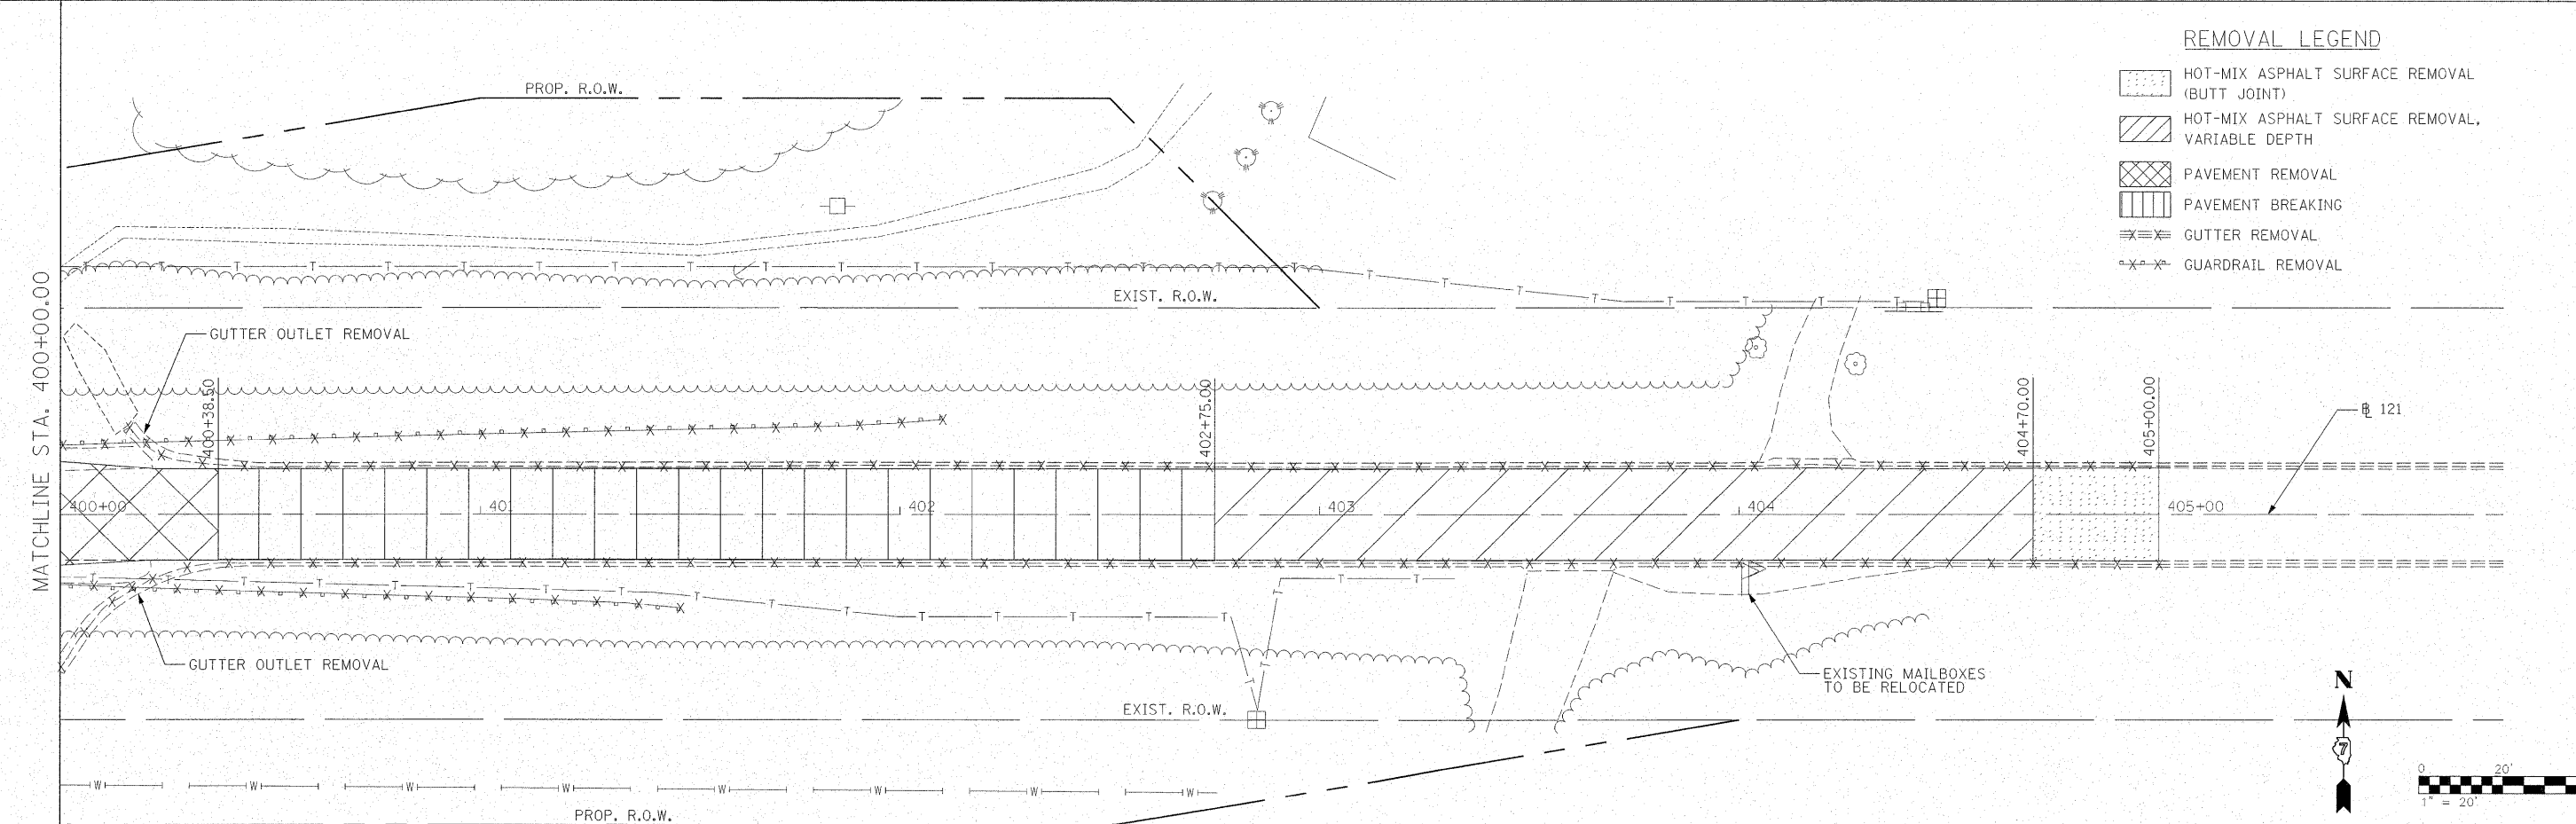 REMOVAL LEGEND
HOT-MIX ASPHALT SURFACE REMOVAL
(BUTT JOINT)
HOT-MIX ASPHALT SURFACE REMOVAL,
VARIABLE DEPTH
PAVEMENT REMOVAL
PAVEMENT BREAKING
GUTTER REMOVAL
GUARDRAIL REMOVAL
PROP. R.O.W.
EXIST. R.O.W.
MATCHLINE STA. 400+00.00
GUTTER OUTLET REMOVAL
400+38.50
402+75.00
404+70.00
405+00.00
℄ 121
400+00
401
402
403
404
405+00
GUTTER OUTLET REMOVAL
EXISTING MAILBOXES
TO BE RELOCATED
EXIST. R.O.W.
PROP. R.O.W.
N
7
0 20'
1" = 20'